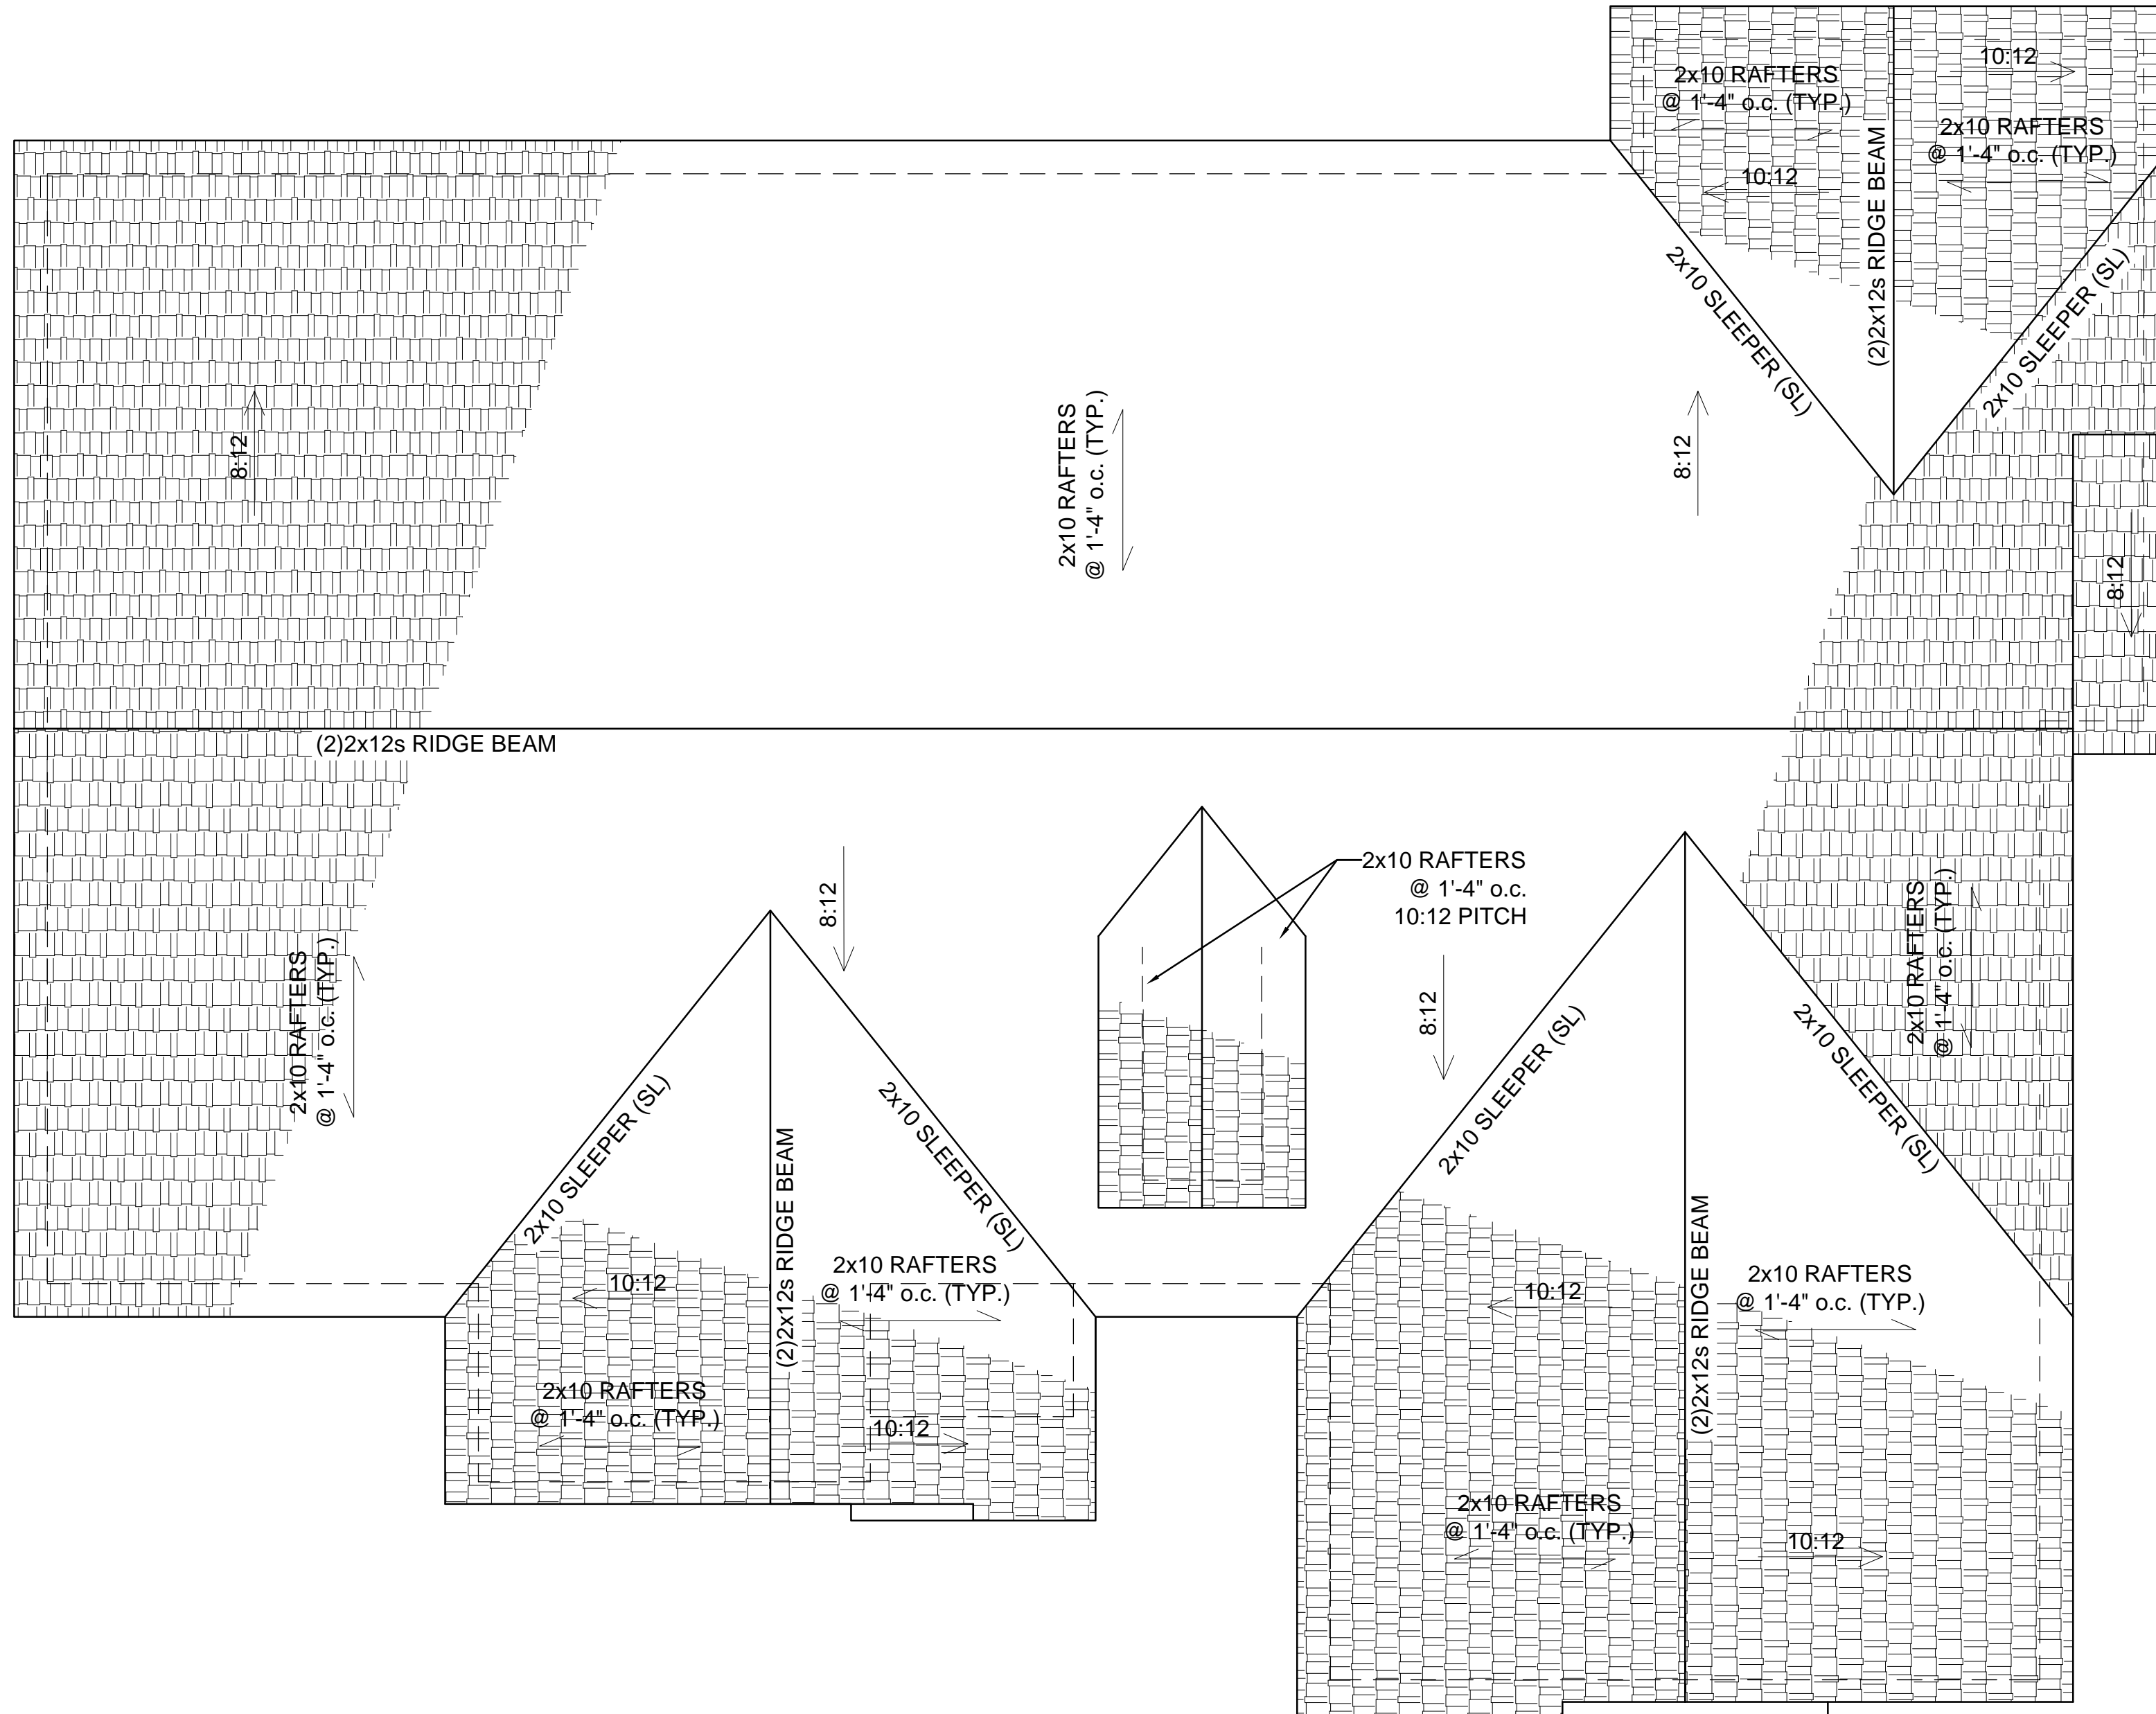 10:12
2x10 RAFTERS
@ 1'-4" o.c. (TYP.)
2x10 RAFTERS
@ 1'-4" o.c. (TYP.)
10:12
(2)2x12s RIDGE BEAM
2x10 SLEEPER (SL)
2x10 SLEEPER (SL)
8:12
2x10 RAFTERS
@ 1'-4" o.c. (TYP.)
8:12
8:12
(2)2x12s RIDGE BEAM
8:12
2x10 RAFTERS
@ 1'-4" o.c.
10:12 PITCH
2x10 RAFTERS
@ 1'-4" o.c. (TYP.)
2x10 RAFTERS
@ 1'-4" o.c. (TYP.)
8:12
2x10 SLEEPER (SL)
2x10 SLEEPER (SL)
2x10 SLEEPER (SL)
2x10 SLEEPER (SL)
(2)2x12s RIDGE BEAM
(2)2x12s RIDGE BEAM
10:12
2x10 RAFTERS
@ 1'-4" o.c. (TYP.)
10:12
2x10 RAFTERS
@ 1'-4" o.c. (TYP.)
2x10 RAFTERS
@ 1'-4" o.c. (TYP.)
10:12
2x10 RAFTERS
@ 1'-4" o.c. (TYP.)
10:12